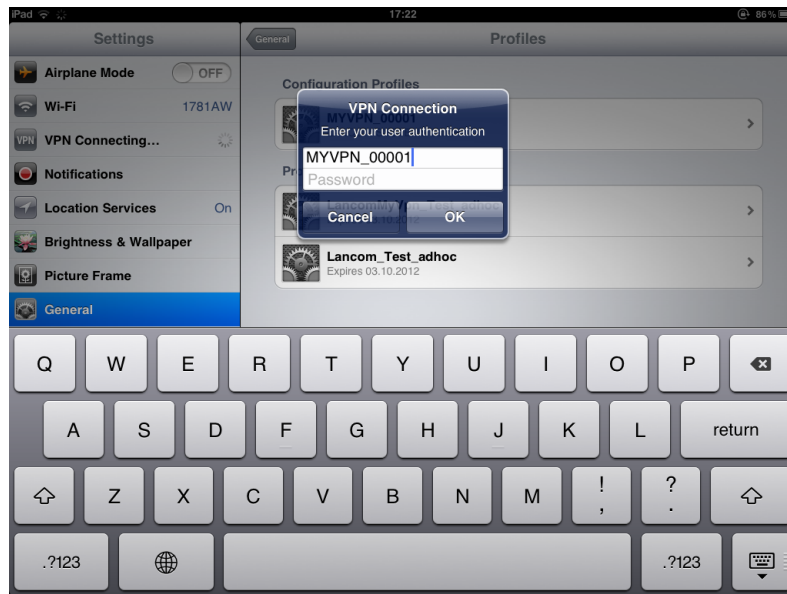 iPad 17:22 86%
Settings
Airplane Mode OFF
Wi-Fi 1781AW
VPN VPN Connecting...
Notifications
Location Services On
Brightness & Wallpaper
Picture Frame
General
General Profiles
Configuration Profiles
MYVPN_00001
VPN Connection
Enter your user authentication
MYVPN_00001
Password
Cancel OK
LancomMyVpn_Test_adhoc
Lancom_Test_adhoc
Expires 03.10.2012
Q W E R T Y U I O P
A S D F G H J K L return
Z X C V B N M ! , ? .
.?123 .?123